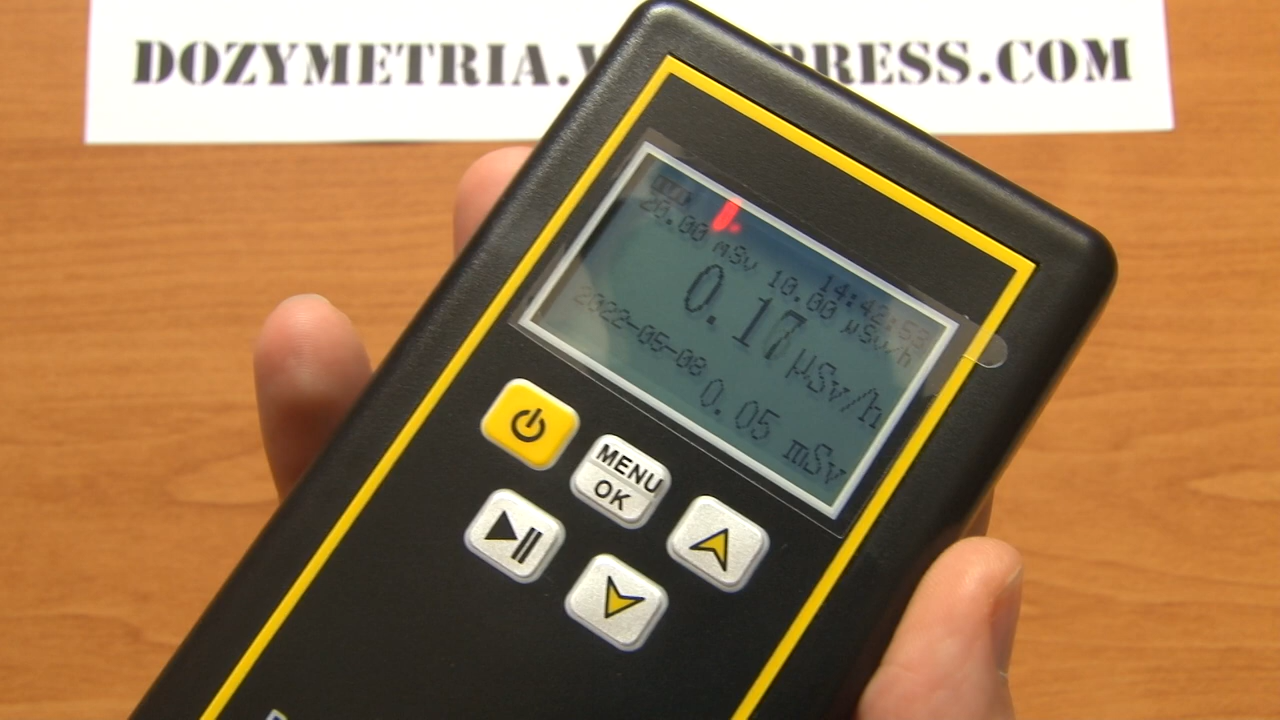 DOZYMETRIA.W PRESS.COM
14:42:53
20.00 mSv 10.00 µSv/h
0.17 µSv/h
2022-05-08 0.05 mSv
MENU
OK